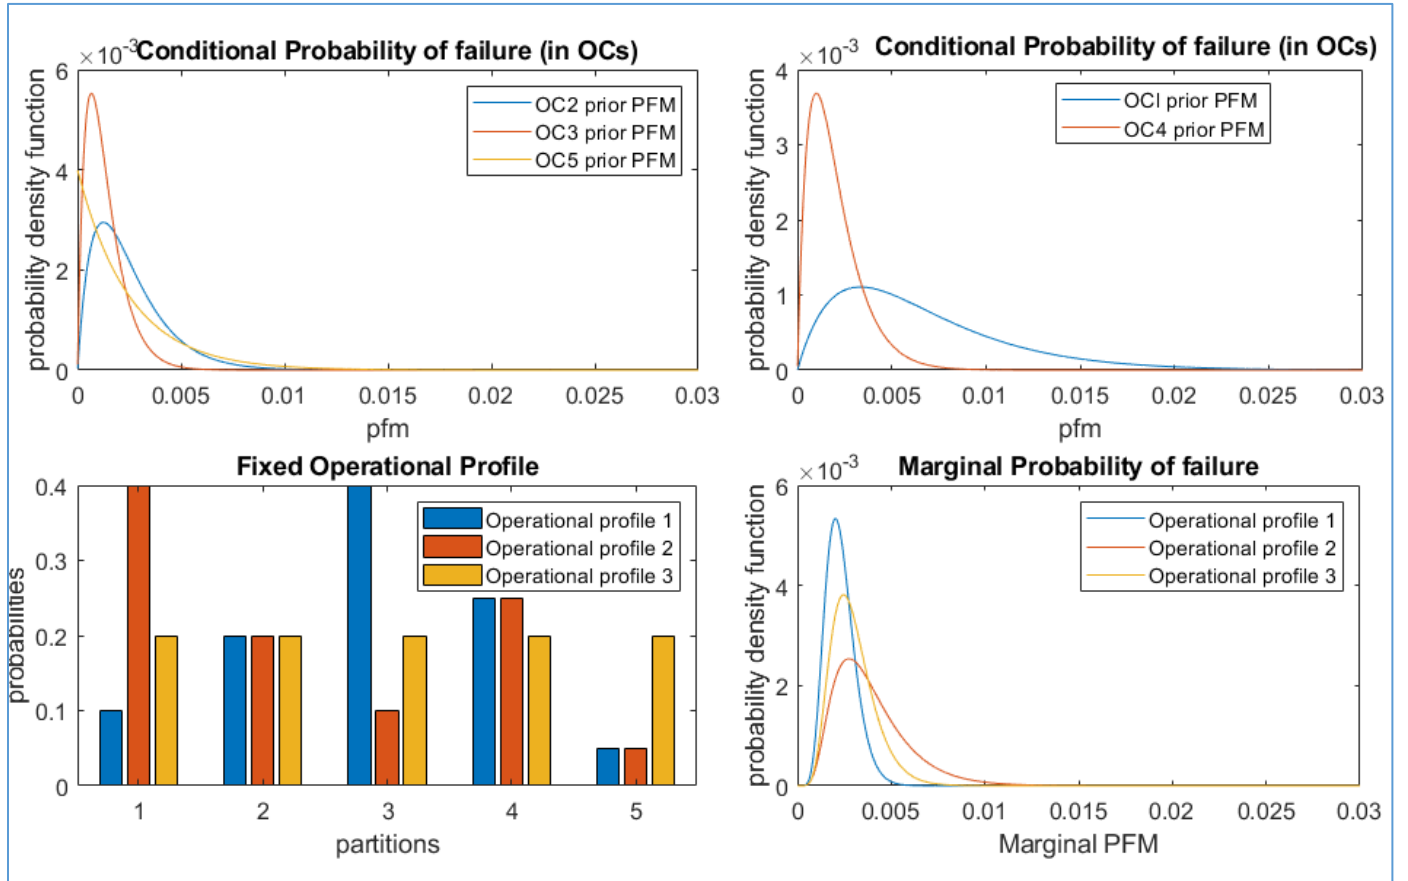 ×10-3
Conditional Probability of failure (in OCs)
probability density function
6
4
2
0
OC2 prior PFM
OC3 prior PFM
OC5 prior PFM
0 0.005 0.01 0.015 0.02 0.025 0.03
pfm
×10-3
Conditional Probability of failure (in OCs)
probability density function
4
3
2
1
0
OCI prior PFM
OC4 prior PFM
0 0.005 0.01 0.015 0.02 0.025 0.03
pfm
Fixed Operational Profile
probabilities
0.4
0.3
0.2
0.1
0
Operational profile 1
Operational profile 2
Operational profile 3
1 2 3 4 5
partitions
×10-3
Marginal Probability of failure
probability density function
6
4
2
0
Operational profile 1
Operational profile 2
Operational profile 3
0 0.005 0.01 0.015 0.02 0.025 0.03
Marginal PFM